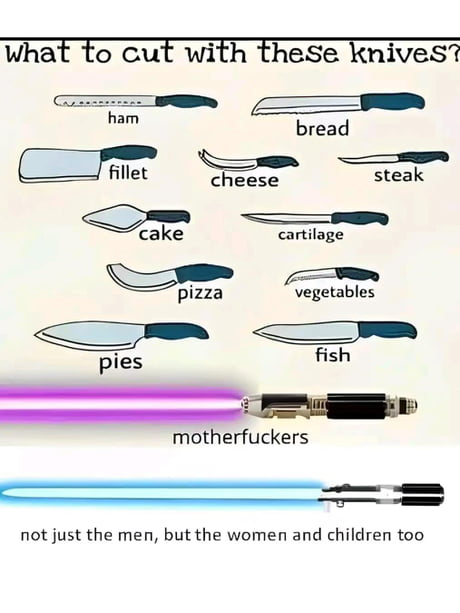 What to cut with these knives?
ham
bread
fillet
cheese
steak
cake
cartilage
pizza
vegetables
pies
fish
motherfuckers
not just the men, but the women and children too